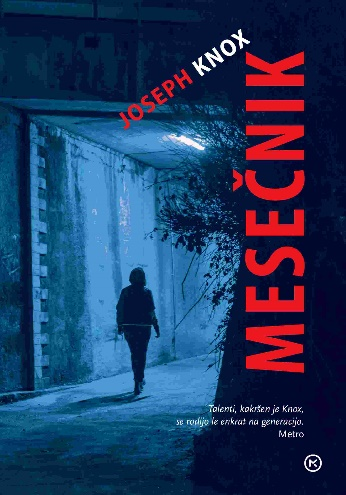 JOSEPH KNOX
MESEČNIK
Talenti, kakršen je Knox,
se rodijo le enkrat na generacijo.
Metro